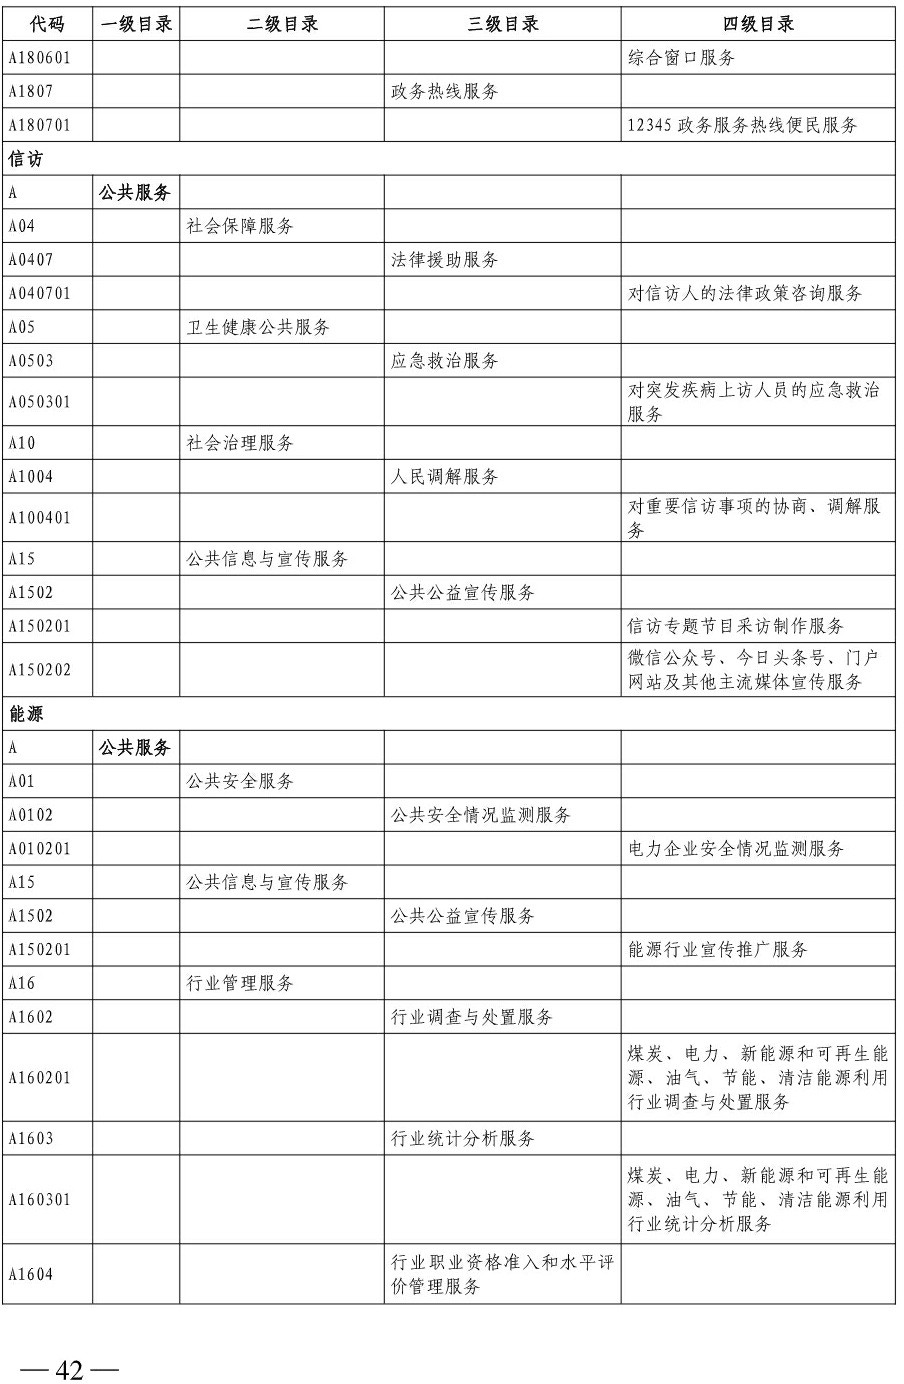 代码 一级目录 二级目录 三级目录 四级目录
A180601 综合窗口服务
A1807 政务热线服务
A180701 12345 政务服务热线便民服务
信访
A 公共服务
A04 社会保障服务
A0407 法律援助服务
A040701 对信访人的法律政策咨询服务
A05 卫生健康公共服务
A0503 应急救治服务
A050301 对突发疾病上访人员的应急救治
服务
A10 社会治理服务
A1004 人民调解服务
A100401 对重要信访事项的协商、调解服
务
A15 公共信息与宣传服务
A1502 公共公益宣传服务
A150201 信访专题节目采访制作服务
A150202 微信公众号、今日头条号、门户
网站及其他主流媒体宣传服务
能源
A 公共服务
A01 公共安全服务
A0102 公共安全情况监测服务
A010201 电力企业安全情况监测服务
A15 公共信息与宣传服务
A1502 公共公益宣传服务
A150201 能源行业宣传推广服务
A16 行业管理服务
A1602 行业调查与处置服务
A160201 煤炭、电力、新能源和可再生能
源、油气、节能、清洁能源利用
行业调查与处置服务
A1603 行业统计分析服务
A160301 煤炭、电力、新能源和可再生能
源、油气、节能、清洁能源利用
行业统计分析服务
A1604 行业职业资格准入和水平评
价管理服务
— 42 —